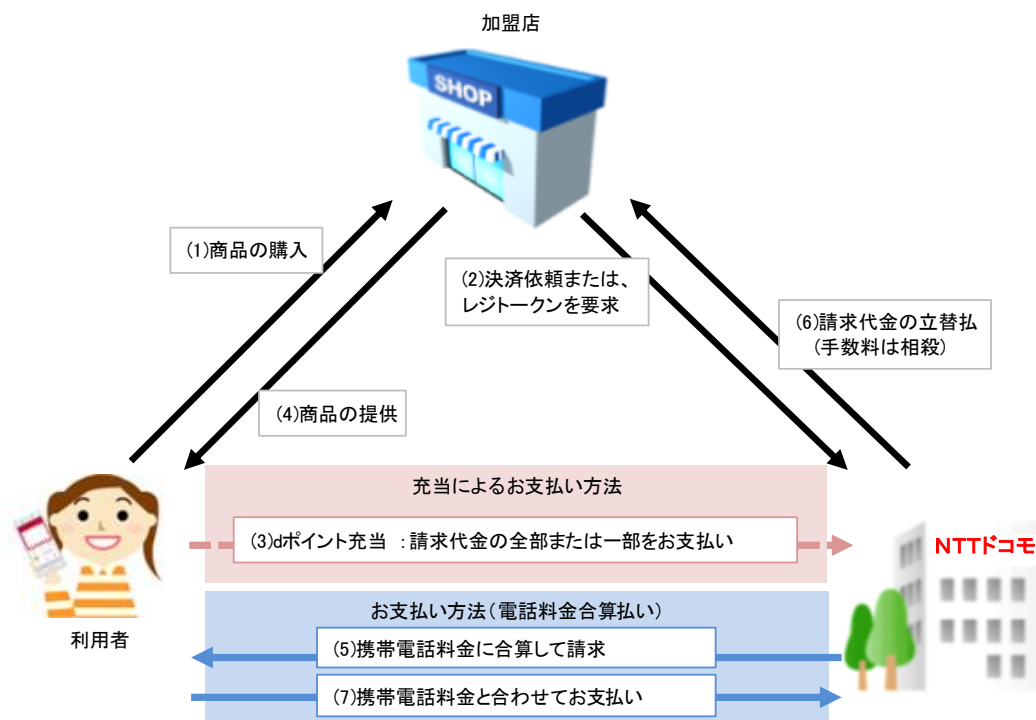 加盟店
SHOP
(1)商品の購入
(2)決済依頼または、
レジトークンを要求
(6)請求代金の立替払
(手数料は相殺)
(4)商品の提供
充当によるお支払い方法
(3)dポイント充当 ：請求代金の全部または一部をお支払い
NTTドコモ
利用者
お支払い方法（電話料金合算払い）
(5)携帯電話料金に合算して請求
(7)携帯電話料金と合わせてお支払い